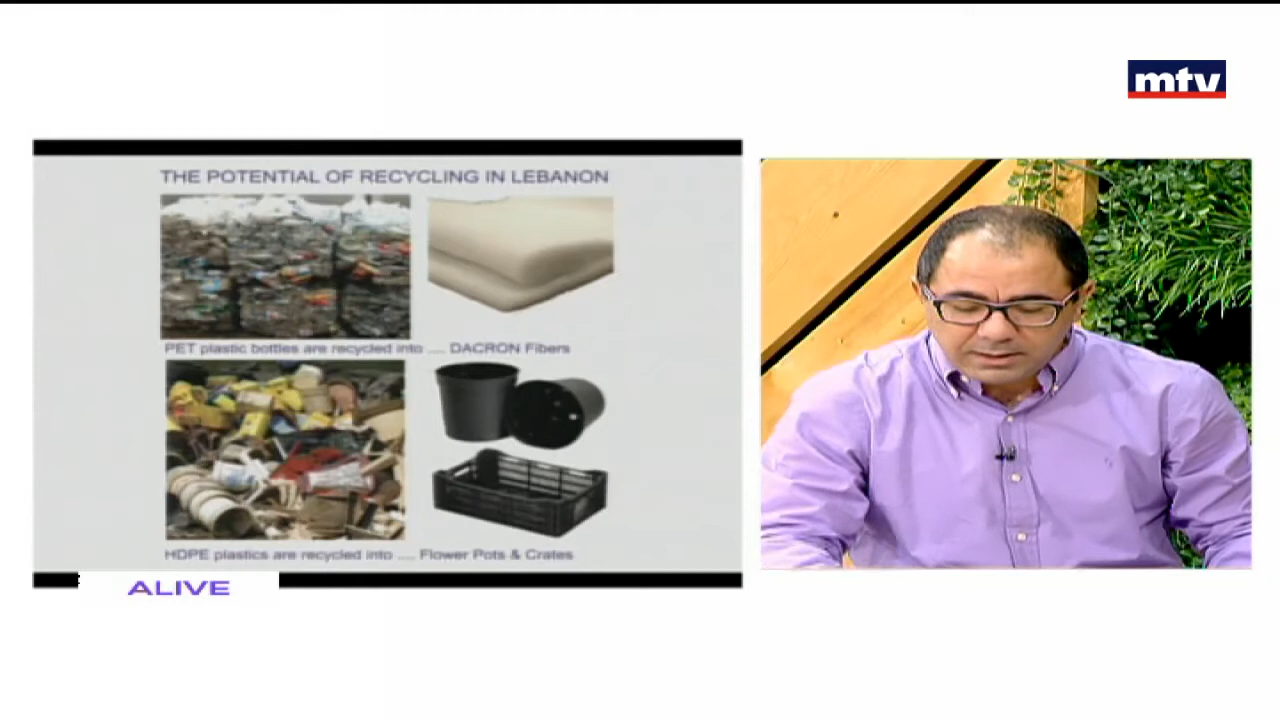 mtv
THE POTENTIAL OF RECYCLING IN LEBANON
PET plastic bottles are recycled into .... DACRON Fibers
HDPE plastics are recycled into .... Flower Pots & Crates
ALIVE